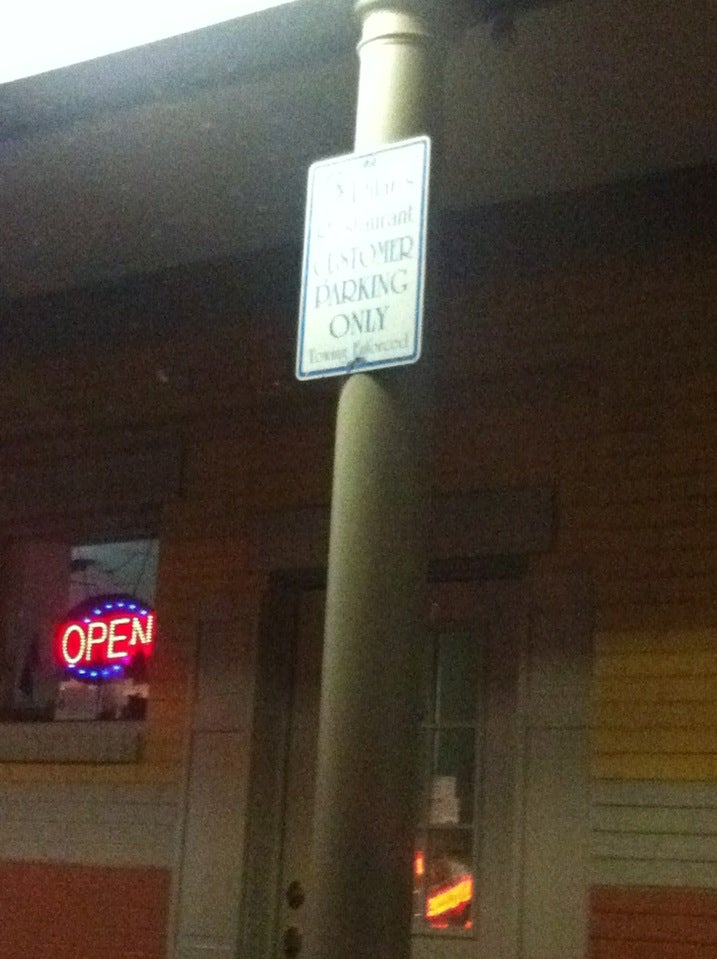 Restaurant
CUSTOMER
PARKING
ONLY
Towing Enforced
OPEN